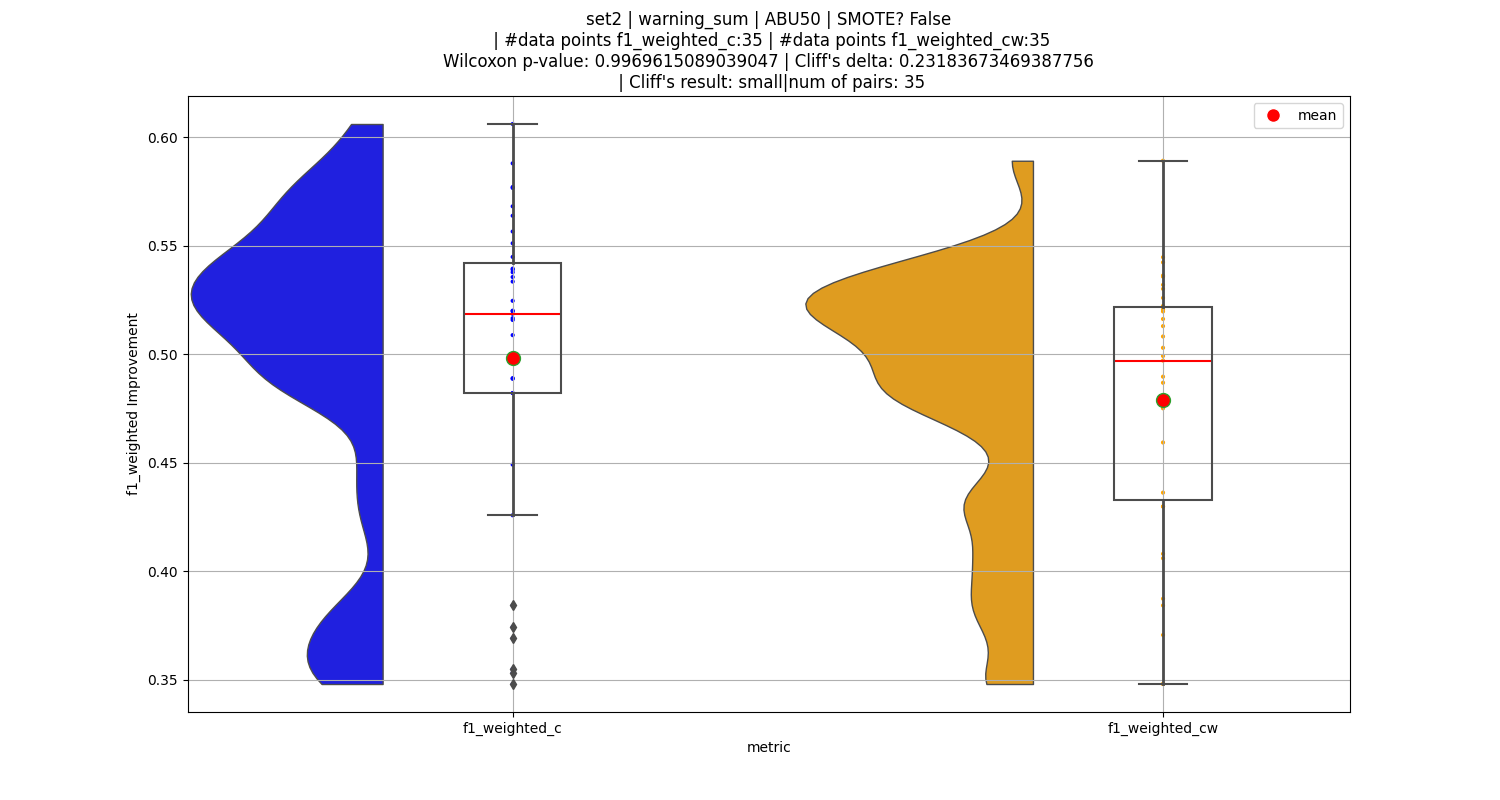 set2 | warning_sum | ABU50 | SMOTE? False
| #data points f1_weighted_c:35 | #data points f1_weighted_cw:35
Wilcoxon p-value: 0.9969615089039047 | Cliff's delta: 0.23183673469387756
| Cliff's result: small|num of pairs: 35
mean
0.60
0.55
0.50
0.45
0.40
0.35
f1_weighted Improvement
f1_weighted_c
f1_weighted_cw
metric